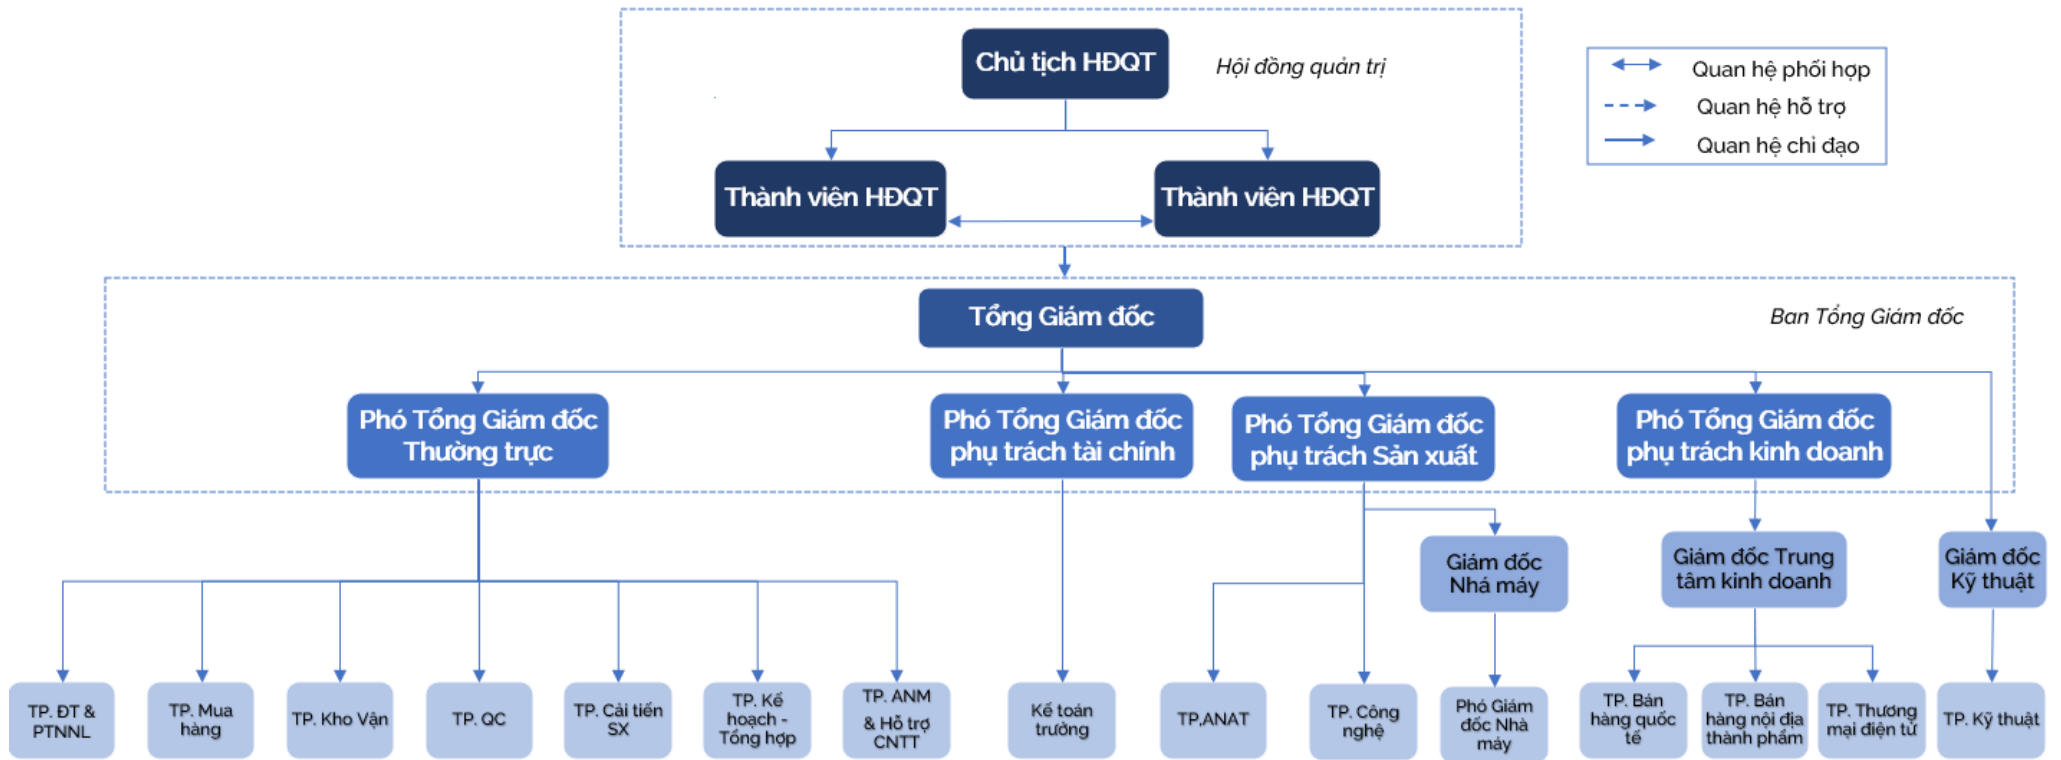 Chủ tịch HĐQT
Hội đồng quản trị
Quan hệ phối hợp
Quan hệ hỗ trợ
Quan hệ chỉ đạo
Thành viên HĐQT
Thành viên HĐQT
Tổng Giám đốc
Ban Tổng Giám đốc
Phó Tổng Giám đốc
Thường trực
Phó Tổng Giám đốc
phụ trách tài chính
Phó Tổng Giám đốc
phụ trách Sản xuất
Phó Tổng Giám đốc
phụ trách kinh doanh
Giám đốc
Nhá máy
Giám đốc Trung
tâm kinh doanh
Giám đốc
Kỹ thuật
TP. ĐT &
PTNNL
TP. Mua
hàng
TP. Kho Vận
TP. QC
TP. Cải tiến
SX
TP. Kế
hoạch -
Tổng hợp
TP. ANM
& Hỗ trợ
CNTT
Kế toán
trưởng
TP,ANAT
TP. Công
nghệ
Phó Giám
đốc Nhà
máy
TP. Bán
hàng quốc
tế
TP. Bán
hàng nội địa
thành phẩm
TP. Thương
mại điện tử
TP. Kỹ thuật